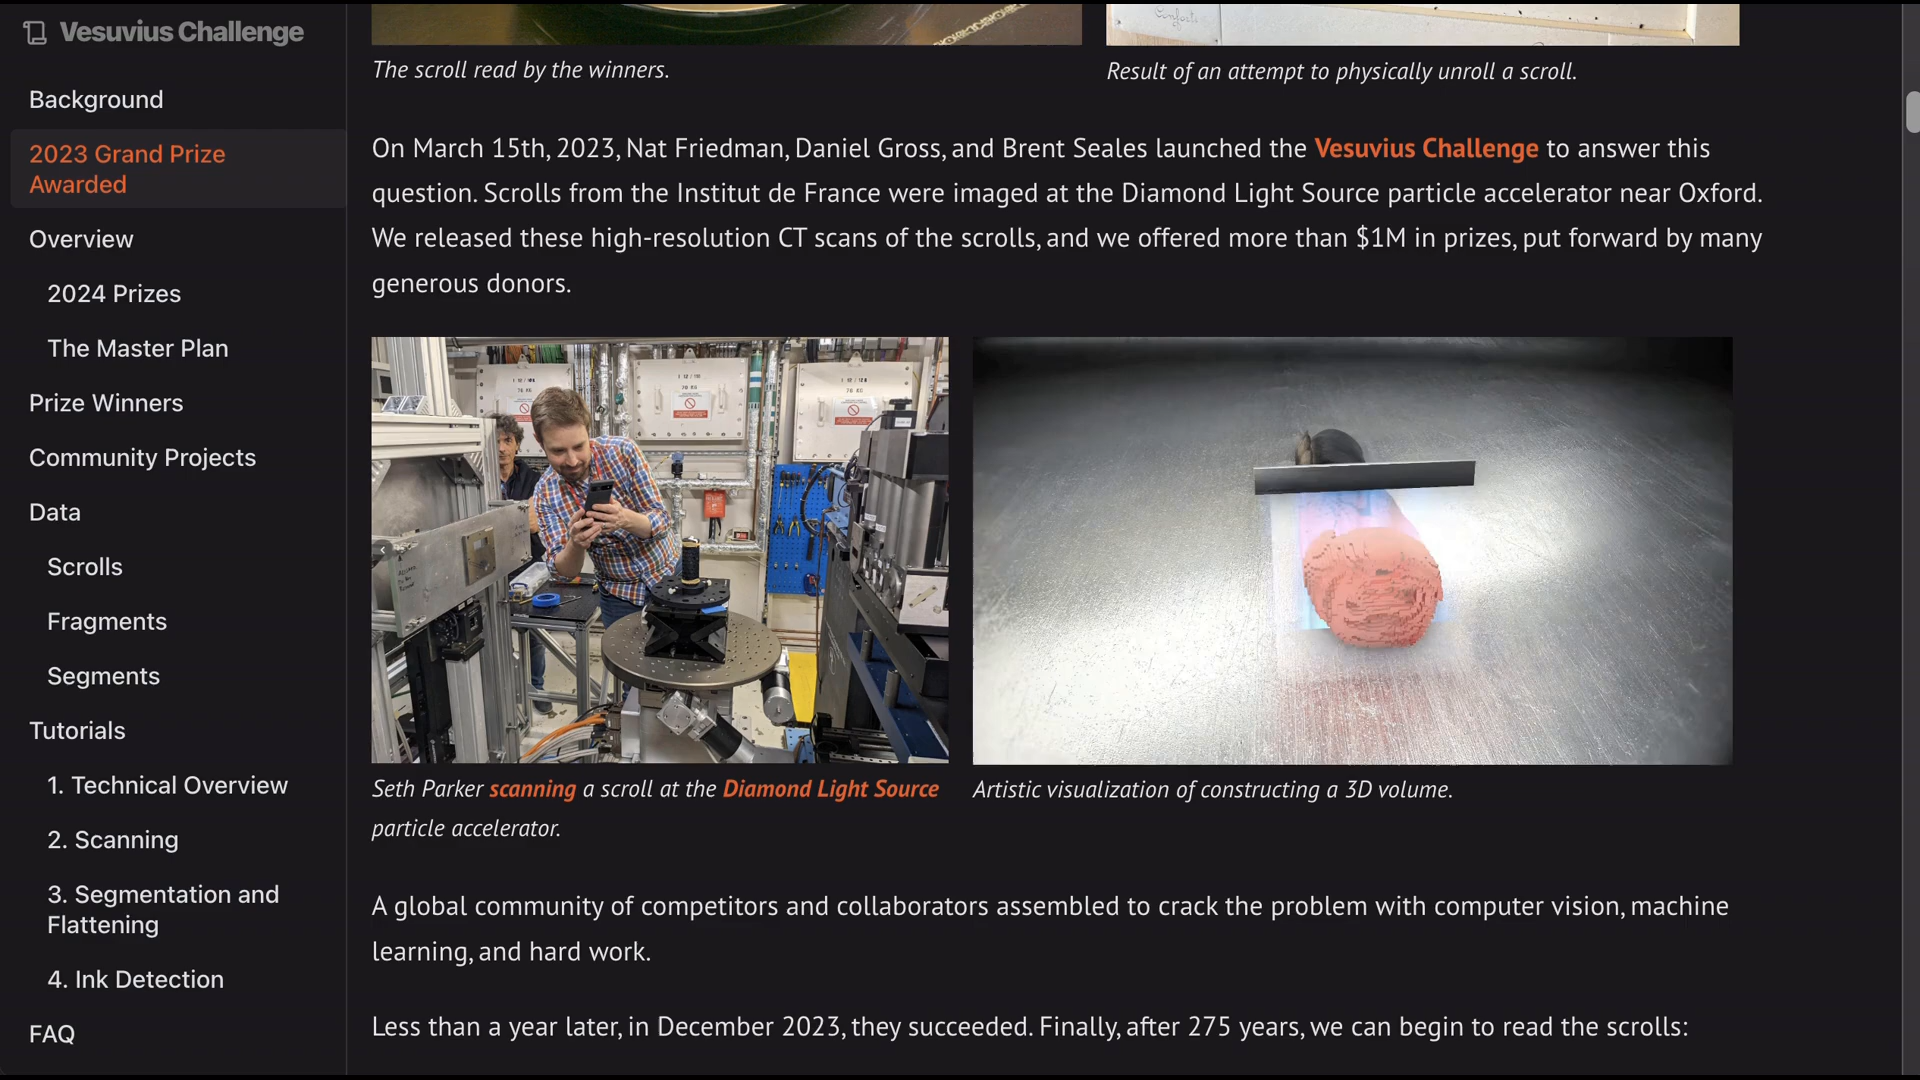 Vesuvius Challenge
Background
2023 Grand Prize
Awarded
Overview
2024 Prizes
The Master Plan
Prize Winners
Community Projects
Data
Scrolls
Fragments
Segments
Tutorials
1. Technical Overview
2. Scanning
3. Segmentation and
Flattening
4. Ink Detection
FAQ
The scroll read by the winners.
Result of an attempt to physically unroll a scroll.
On March 15th, 2023, Nat Friedman, Daniel Gross, and Brent Seales launched the Vesuvius Challenge to answer this
question. Scrolls from the Institut de France were imaged at the Diamond Light Source particle accelerator near Oxford.
We released these high-resolution CT scans of the scrolls, and we offered more than $1M in prizes, put forward by many
generous donors.
Seth Parker scanning a scroll at the Diamond Light Source
particle accelerator.
Artistic visualization of constructing a 3D volume.
A global community of competitors and collaborators assembled to crack the problem with computer vision, machine
learning, and hard work.
Less than a year later, in December 2023, they succeeded. Finally, after 275 years, we can begin to read the scrolls: